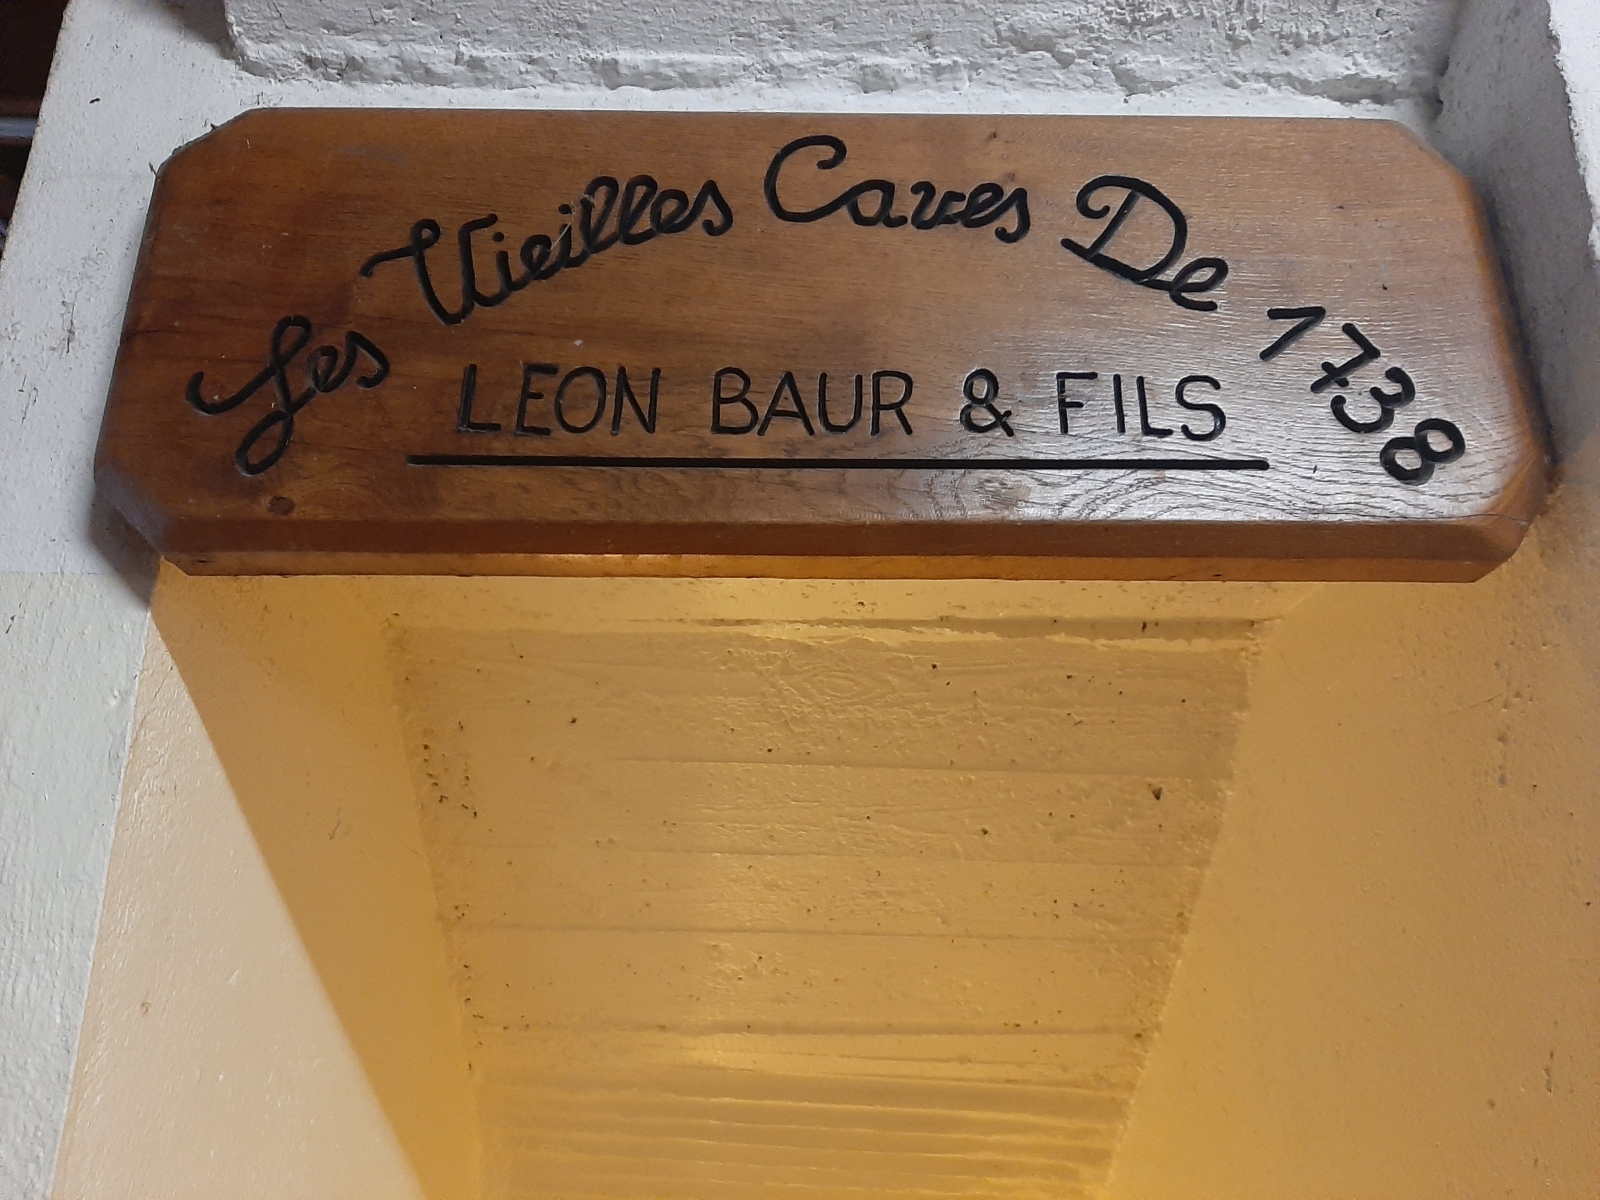 Les Vieilles Caves De 1738
LEON BAUR & FILS